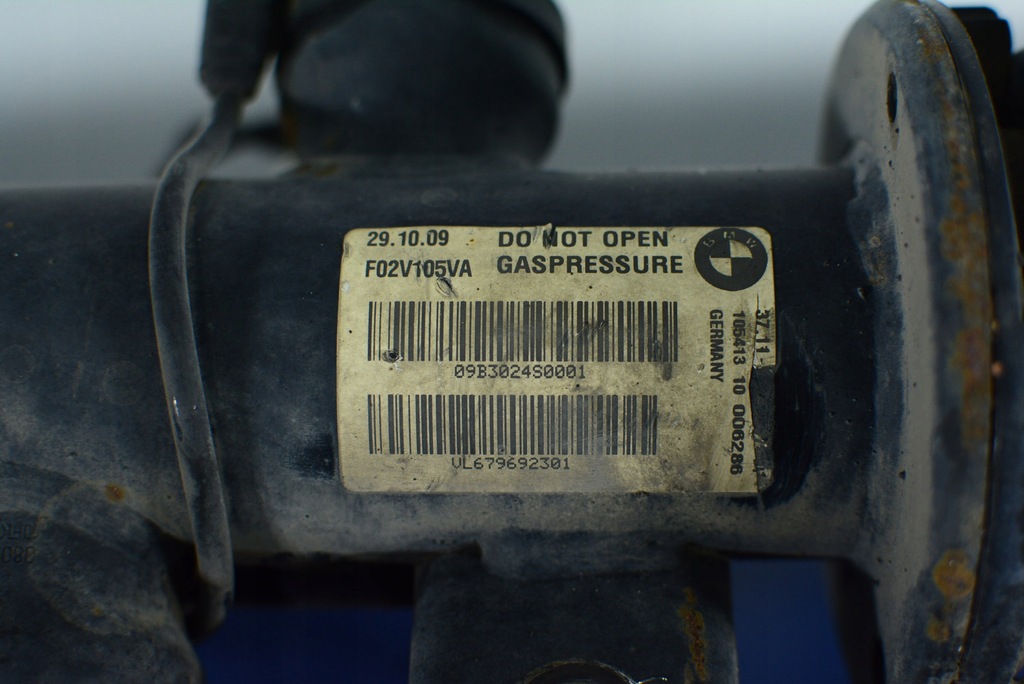 29.10.09 DO NOT OPEN
F02V105VA GASPRESSURE
BMW
09B3024S0001
VL679692301
37.11
105413 10 006286
GERMANY